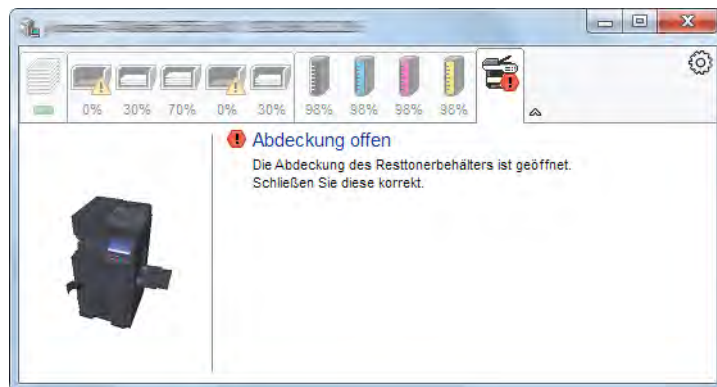 0% 30% 70% 0% 30% 98% 98% 98% 98%
Abdeckung offen
Die Abdeckung des Resttonerbehälters ist geöffnet.
Schließen Sie diese korrekt.